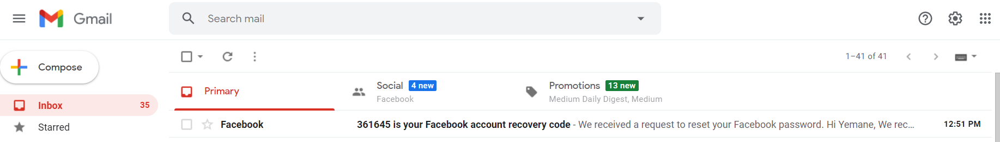 Gmail
Search mail
1–41 of 41
Compose
Primary
Social 4 new
Facebook
Promotions 13 new
Medium Daily Digest, Medium
Inbox 35
Facebook 361645 is your Facebook account recovery code - We received a request to reset your Facebook password. Hi Yemane, We rec... 12:51 PM
Starred